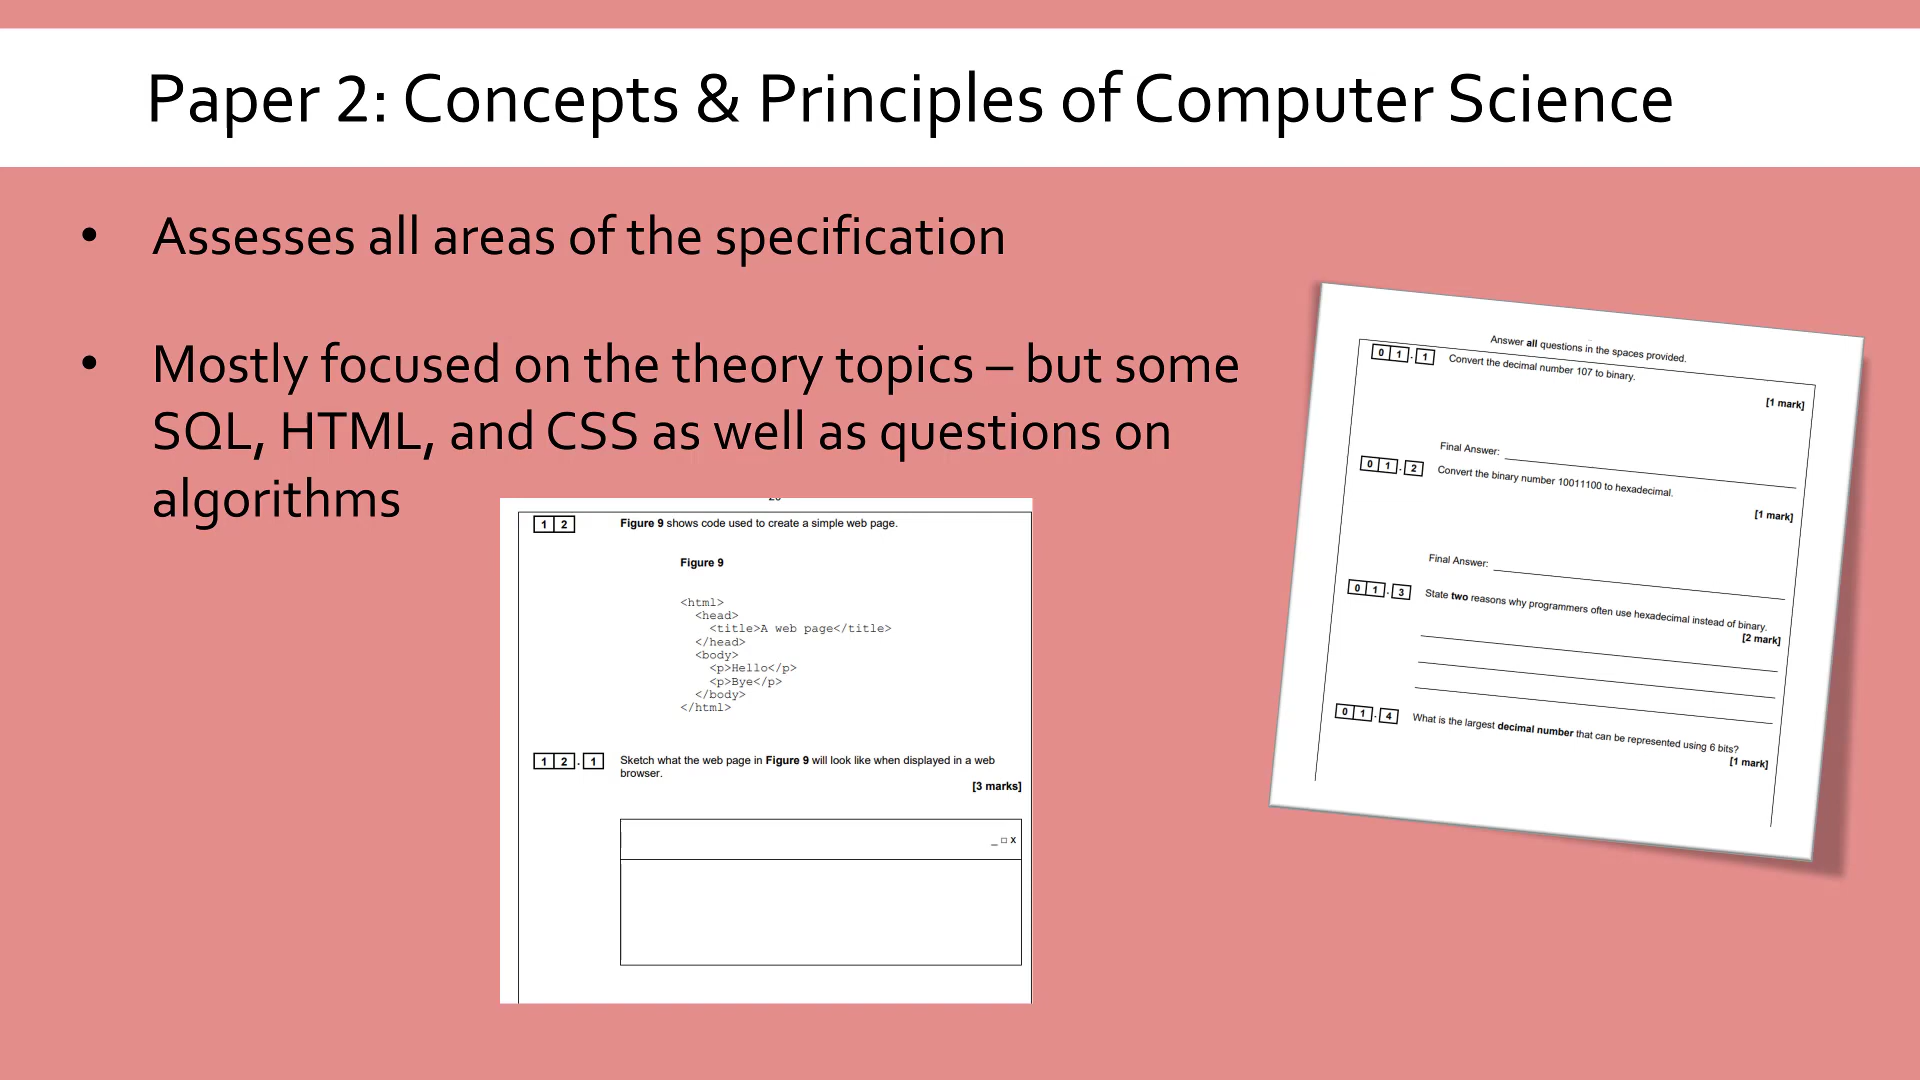 Paper 2: Concepts & Principles of Computer Science
• Assesses all areas of the specification
• Mostly focused on the theory topics – but some
SQL, HTML, and CSS as well as questions on
algorithms
1 2 Figure 9 shows code used to create a simple web page.
Figure 9
<html>
<head>
<title>A web page</title>
</head>
<body>
<p>Hello</p>
<p>Bye</p>
</body>
</html>
1 2 . 1 Sketch what the web page in Figure 9 will look like when displayed in a web
browser.
[3 marks]
_ □ x
Answer all questions in the spaces provided.
0 1 . 1 Convert the decimal number 107 to binary.
[1 mark]
Final Answer:
0 1 . 2 Convert the binary number 10011100 to hexadecimal.
[1 mark]
Final Answer:
0 1 . 3 State two reasons why programmers often use hexadecimal instead of binary.
[2 mark]
0 1 . 4 What is the largest decimal number that can be represented using 6 bits?
[1 mark]